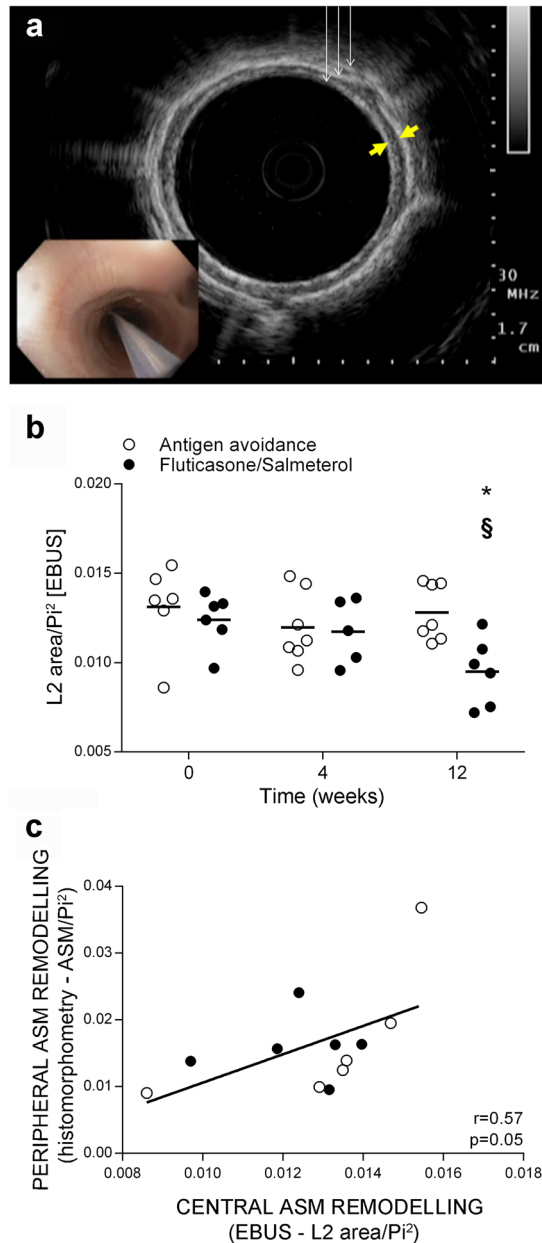 a
30
MHz
1.7
cm
b
Antigen avoidance
Fluticasone/Salmeterol
L2 area/Pi² [EBUS]
0.020
0.015
0.010
0.005
*
§
0 4 12
Time (weeks)
c
PERIPHERAL ASM REMODELLING
(histomorphometry - ASM/Pi²)
0.04
0.03
0.02
0.01
0.00
r=0.57
p=0.05
0.008 0.010 0.012 0.014 0.016 0.018
CENTRAL ASM REMODELLING
(EBUS - L2 area/Pi²)